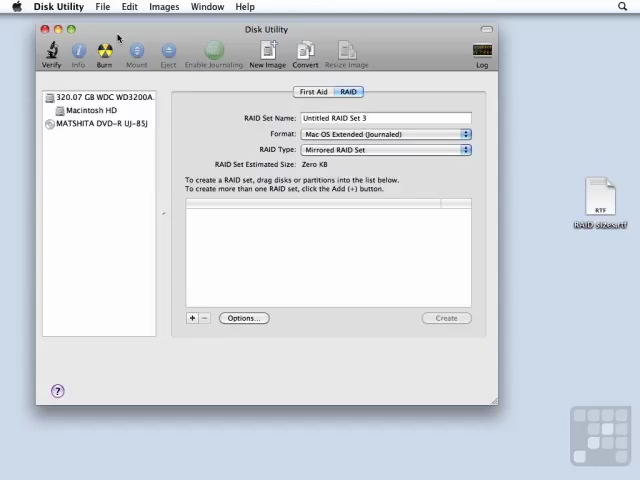 Disk Utility File Edit Images Window Help
Disk Utility
Verify Info Burn Mount Eject Enable Journaling New Image Convert Resize Image Log
320.07 GB WDC WD3200A...
Macintosh HD
MATSHITA DVD-R UJ-85J
First Aid RAID
RAID Set Name: Untitled RAID Set 3
Format: Mac OS Extended (Journaled)
RAID Type: Mirrored RAID Set
RAID Set Estimated Size: Zero KB
To create a RAID set, drag disks or partitions into the list below.
To create more than one RAID set, click the Add (+) button.
+ − Options... Create
?
RTF
RAID sizes.rtf